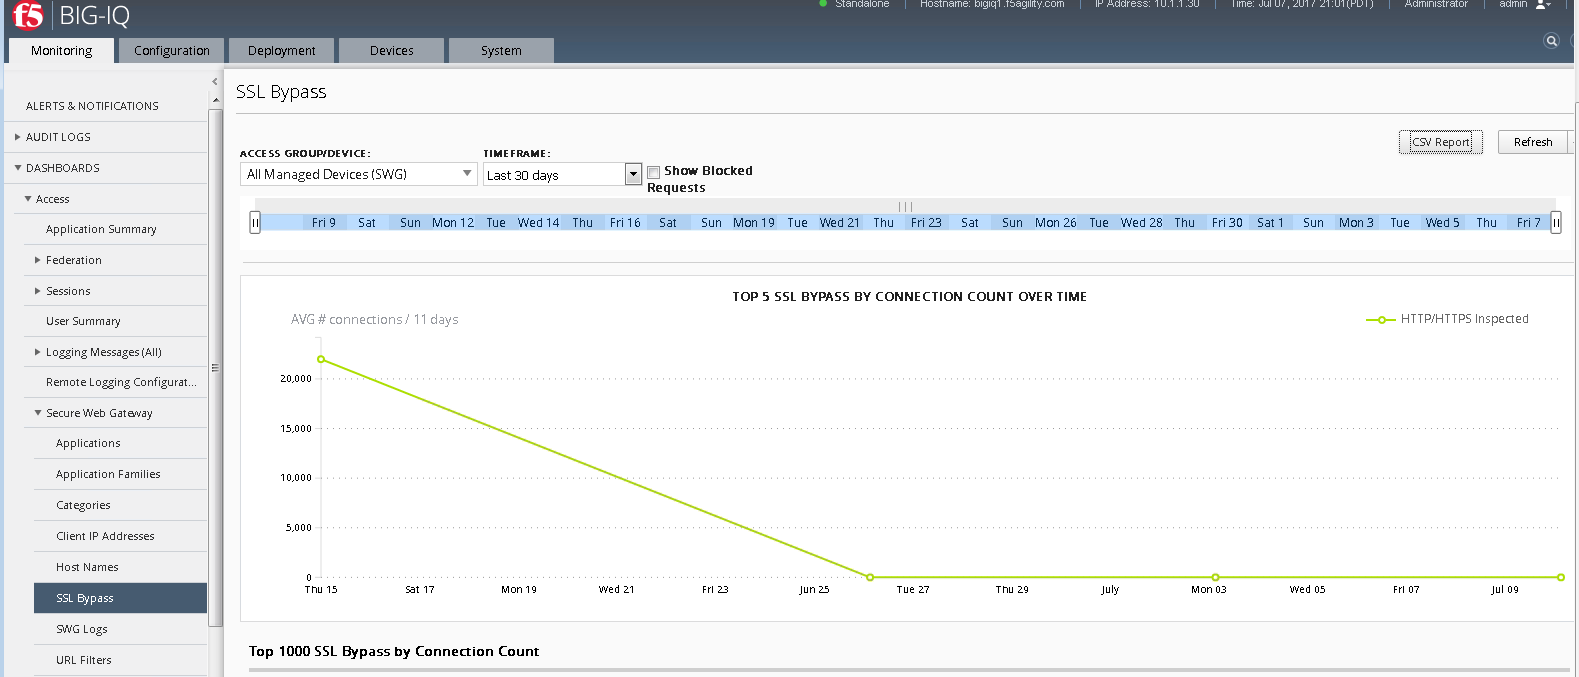 f5 BIG-IQ
Standalone Hostname: bigiq1.f5agility.com IP Address: 10.1.1.30 Time: Jul 07, 2017 21:01(PDT) Administrator admin
Monitoring Configuration Deployment Devices System
ALERTS & NOTIFICATIONS
AUDIT LOGS
DASHBOARDS
Access
Application Summary
Federation
Sessions
User Summary
Logging Messages (All)
Remote Logging Configurat...
Secure Web Gateway
Applications
Application Families
Categories
Client IP Addresses
Host Names
SSL Bypass
SWG Logs
URL Filters
SSL Bypass
CSV Report Refresh
ACCESS GROUP/DEVICE: TIMEFRAME:
All Managed Devices (SWG) Last 30 days Show Blocked
Requests
Fri 9 Sat Sun Mon 12 Tue Wed 14 Thu Fri 16 Sat Sun Mon 19 Tue Wed 21 Thu Fri 23 Sat Sun Mon 26 Tue Wed 28 Thu Fri 30 Sat 1 Sun Mon 3 Tue Wed 5 Thu Fri 7
TOP 5 SSL BYPASS BY CONNECTION COUNT OVER TIME
AVG # connections / 11 days HTTP/HTTPS Inspected
20,000
15,000
10,000
5,000
0
Thu 15 Sat 17 Mon 19 Wed 21 Fri 23 Jun 25 Tue 27 Thu 29 July Mon 03 Wed 05 Fri 07 Jul 09
Top 1000 SSL Bypass by Connection Count